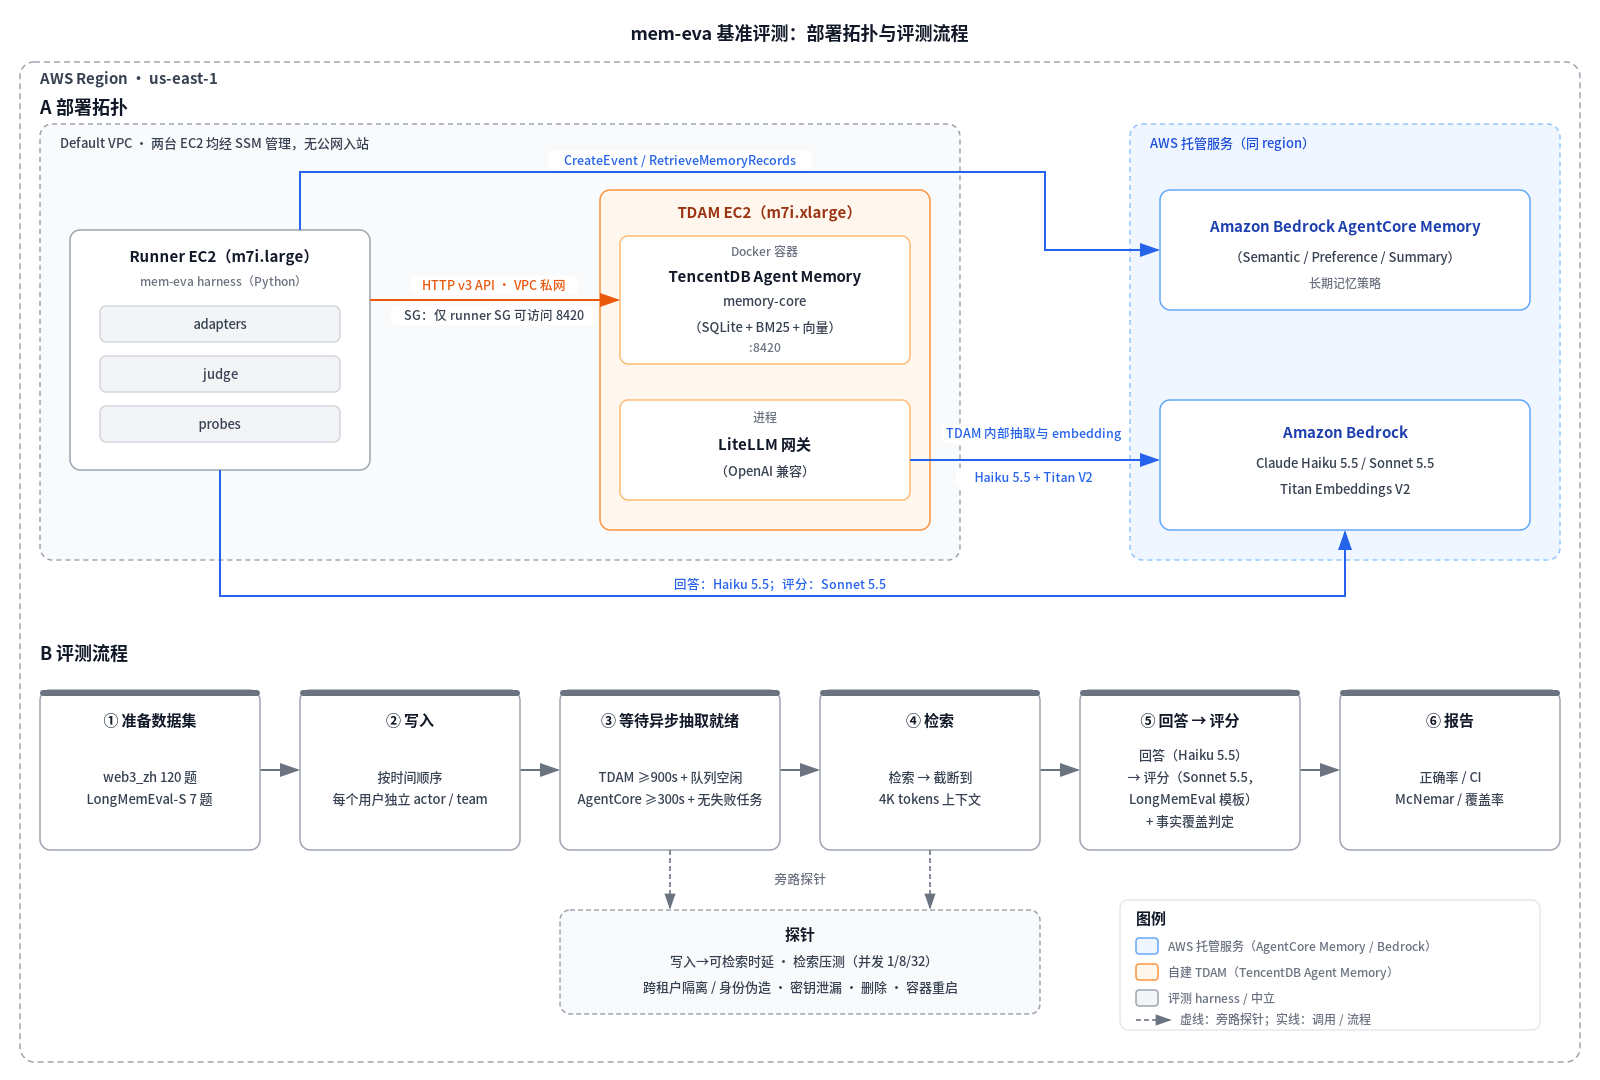 mem-eva 基准评测：部署拓扑与评测流程
AWS Region · us-east-1
A 部署拓扑
Default VPC · 两台 EC2 均经 SSM 管理，无公网入站
CreateEvent / RetrieveMemoryRecords
Runner EC2（m7i.large）
mem-eva harness（Python）
adapters
judge
probes
HTTP v3 API · VPC 私网
SG：仅 runner SG 可访问 8420
TDAM EC2（m7i.xlarge）
Docker 容器
TencentDB Agent Memory
memory-core
（SQLite + BM25 + 向量）
:8420
进程
LiteLLM 网关
（OpenAI 兼容）
TDAM 内部抽取与 embedding
Haiku 5.5 + Titan V2
AWS 托管服务（同 region）
Amazon Bedrock AgentCore Memory
（Semantic / Preference / Summary）
长期记忆策略
Amazon Bedrock
Claude Haiku 5.5 / Sonnet 5.5
Titan Embeddings V2
回答：Haiku 5.5；评分：Sonnet 5.5
B 评测流程
① 准备数据集
web3_zh 120 题
LongMemEval-S 7 题
② 写入
按时间顺序
每个用户独立 actor / team
③ 等待异步抽取就绪
TDAM ≥900s + 队列空闲
AgentCore ≥300s + 无失败任务
④ 检索
检索 → 截断到
4K tokens 上下文
⑤ 回答 → 评分
回答（Haiku 5.5）
→ 评分（Sonnet 5.5，
LongMemEval 模板）
+ 事实覆盖判定
⑥ 报告
正确率 / CI
McNemar / 覆盖率
旁路探针
探针
写入→可检索时延 · 检索压测（并发 1/8/32）
跨租户隔离 / 身份伪造 · 密钥泄漏 · 删除 · 容器重启
图例
AWS 托管服务（AgentCore Memory / Bedrock）
自建 TDAM（TencentDB Agent Memory）
评测 harness / 中立
虚线：旁路探针；实线：调用 / 流程